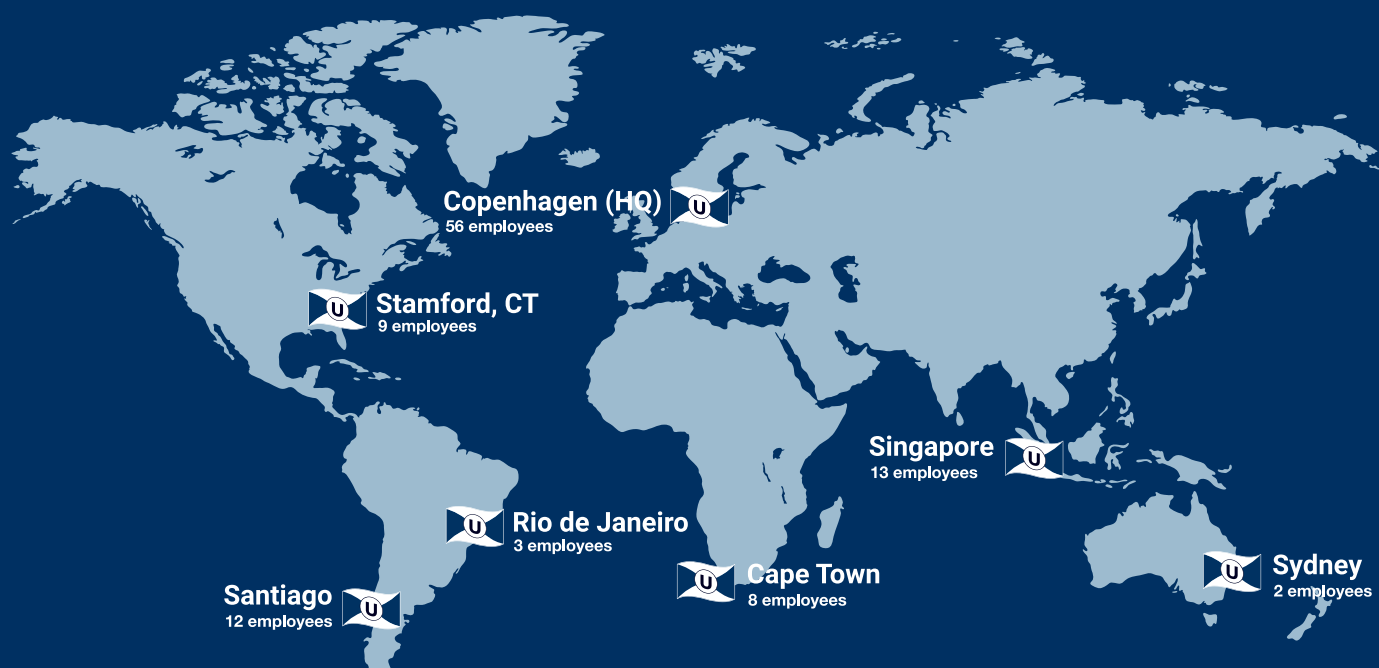 Copenhagen (HQ)
56 employees
U
U
Stamford, CT
9 employees
Singapore
13 employees
U
U
Rio de Janeiro
3 employees
U
Cape Town
8 employees
U
Sydney
2 employees
Santiago
12 employees
U